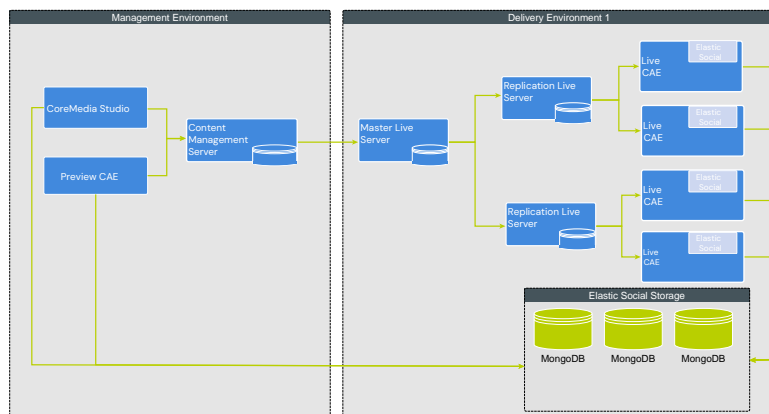 Management Environment
Delivery Environment 1
CoreMedia Studio
Preview CAE
Content
Management
Server
Master Live
Server
Replication Live
Server
Replication Live
Server
Live
CAE
Elastic
Social
Live
CAE
Elastic
Social
Live
CAE
Elastic
Social
Live
CAE
Elastic
Social
Elastic Social Storage
MongoDB
MongoDB
MongoDB